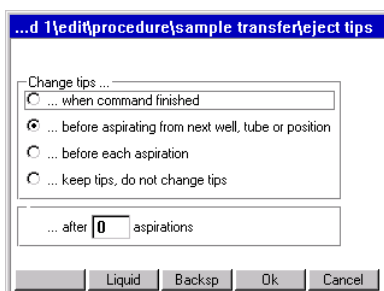 ...d 1\edit\procedure\sample transfer\eject tips
Change tips ...
... when command finished
... before aspirating from next well, tube or position
... before each aspiration
... keep tips, do not change tips
... after 0 aspirations
Liquid Backsp Ok Cancel